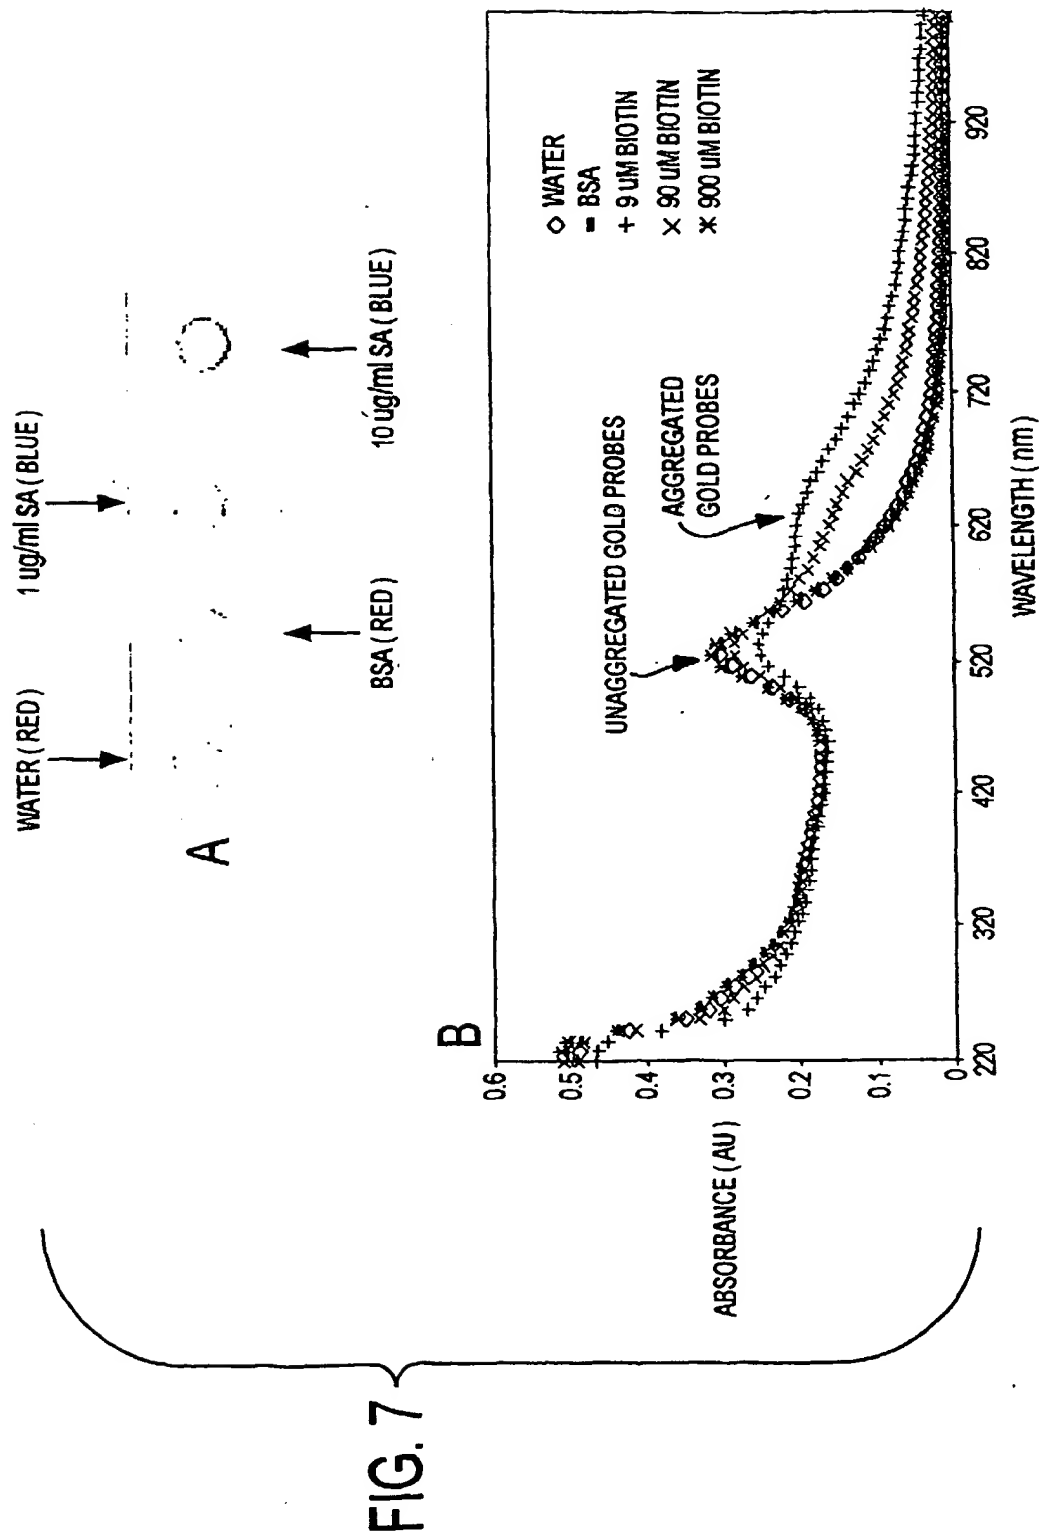 FIG. 7
A
WATER (RED)
1 ug/ml SA (BLUE)
BSA (RED)
10 ug/ml SA (BLUE)
B
ABSORBANCE (AU)
0.6
0.5
0.4
0.3
0.2
0.1
0
220
320
420
520
620
720
820
920
WAVELENGTH (nm)
UNAGGREGATED GOLD PROBES
AGGREGATED
GOLD PROBES
WATER
BSA
9 uM BIOTIN
90 uM BIOTIN
900 uM BIOTIN